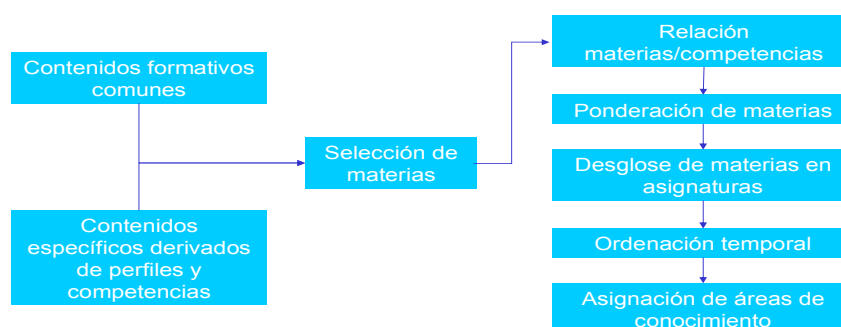 Contenidos formativos
comunes
Contenidos
específicos derivados
de perfiles y
competencias
Selección de
materias
Relación
materias/competencias
Ponderación de materias
Desglose de materias en
asignaturas
Ordenación temporal
Asignación de áreas de
conocimiento